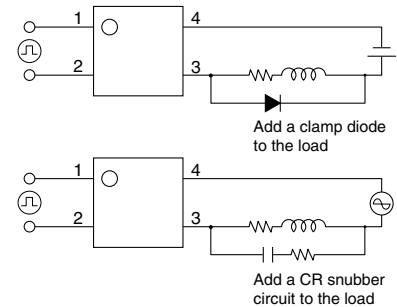 1
4
2
3
Add a clamp diode
to the load
1
4
2
3
Add a CR snubber
circuit to the load